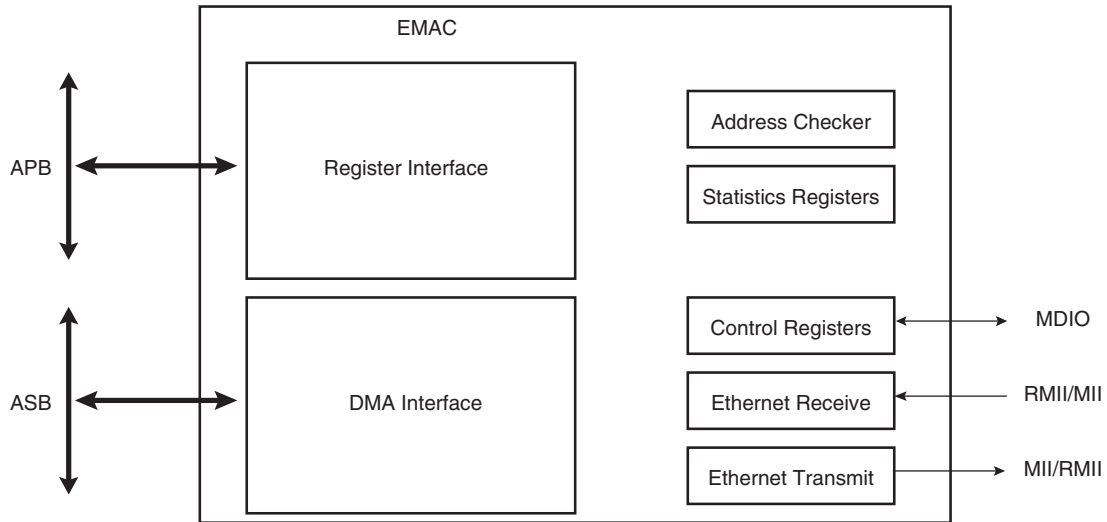 EMAC
APB
Register Interface
Address Checker
Statistics Registers
ASB
DMA Interface
Control Registers
MDIO
Ethernet Receive
RMII/MII
Ethernet Transmit
MII/RMII